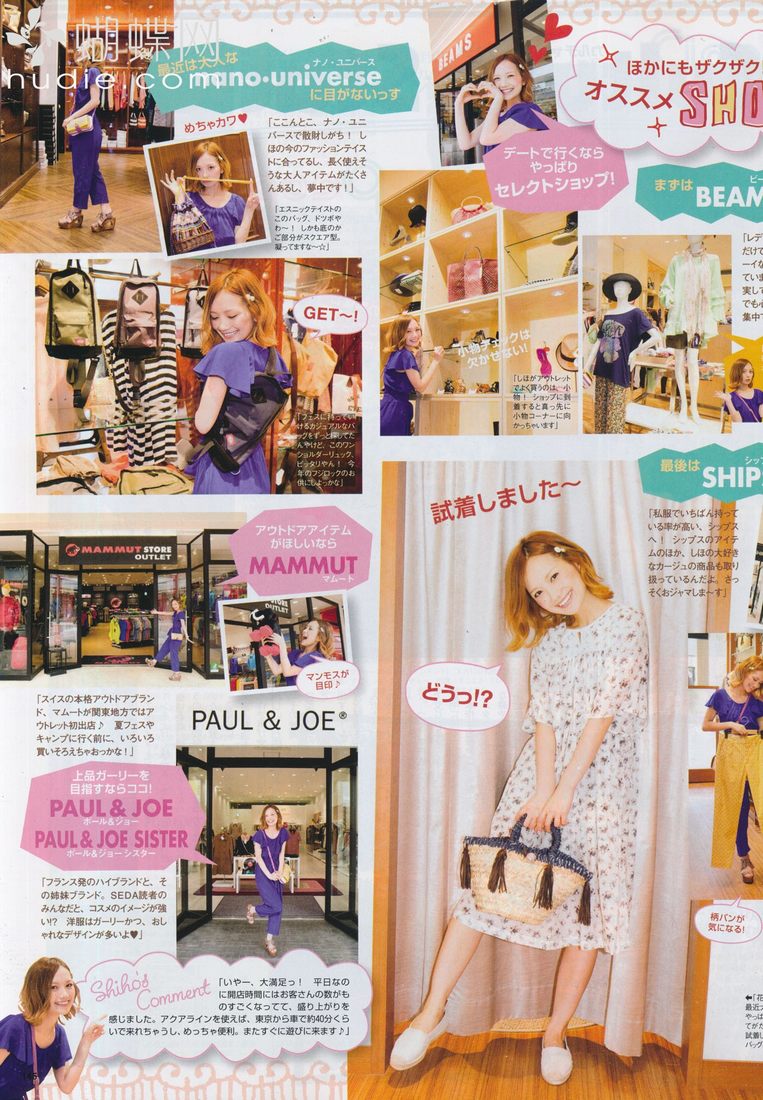 蝴蝶网
hudie.com
最近は大人な
ナノ・ユニバース
nano・universe
に目がないっす
めちゃカワ♥
「ここんとこ、ナノ・ユニ
バースで散財しがち！ し
ほの今のファッションテイス
トに合ってるし、長く使えそ
うな大人アイテムがたくさ
んあるし、夢中です！」
「エスニックテイストの
このバッグ、ドツボや
わ〜！ しかも底のか
ご部分がスクエア型。
凝ってますな〜☆」
BEAMS
ほかにもザクザク
オススメ SHO
デートで行くなら
やっぱり
セレクトショップ！
まずは
BEAM
「レデ
だけで
ーイな
ていま
実して
でも心
集中
GET〜！
「フェスに持ってい
けるカジュアルなバ
ッグをずっと探してた
んやけど、このワン
ショルダーリュック、
ピッタリやん！ 今
年のフジロックのお
供にしよっかな」
小物チェックは
欠かせない！
「しほがアウトレット
でよく買うのは、小
物！ ショップに到
着すると真っ先に
小物コーナーに向
かっちゃいます」
最後は
シップ
SHIP
「私服でいちばん持って
いる率が高い、シップス
へ！ シップスのアイテ
ムのほか、しほの大好き
なカージュの商品も取り
扱っているんだよ。さっ
そくおジャマしま〜す」
試着しました〜
どうっ!?
MAMMUT STORE
OUTLET
アウトドアアイテム
がほしいなら
MAMMUT
マムート
STORE
OUTLET
マンモスが
目印♪
「スイスの本格アウトドアブラン
ド、マムートが関東地方ではア
ウトレット初出店♪ 夏フェスや
キャンプに行く前に、いろいろ
買いそろえちゃおっかな！」
PAUL & JOE®
上品ガーリーを
目指すならココ！
PAUL & JOE
ポール&ジョー
PAUL & JOE SISTER
ポール&ジョー シスター
「フランス発のハイブランドと、そ
の姉妹ブランド。SEDA読者の
みんなだと、コスメのイメージが強
い!? 洋服はガーリーかつ、おし
ゃれなデザインが多いよ♥」
柄パンが
気になる！
Shiho's
Comment
「いやー、大満足っ！ 平日なの
に開店時間にはお客さんの数がも
のすごくなってて、盛り上がりを
感じました。アクアラインを使えば、東京から車で約40分くら
いで来れちゃうし、めっちゃ便利。またすぐに遊びに来ます♪」
⬅「花
最近大
やっぱ
てがた
試着し
バッグ